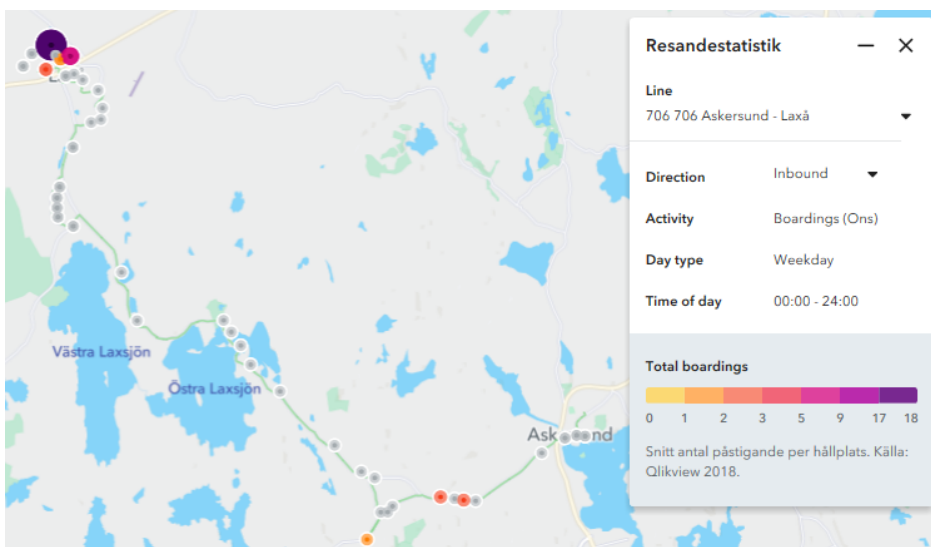 Resandestatistik
Line
706 706 Askersund - Laxå
Direction Inbound
Activity Boardings (Ons)
Day type Weekday
Time of day 00:00 - 24:00
Total boardings
0 1 2 3 5 9 17 18
Snitt antal påstigande per hållplats. Källa:
Qlikview 2018.
Västra Laxsjön
Östra Laxsjön